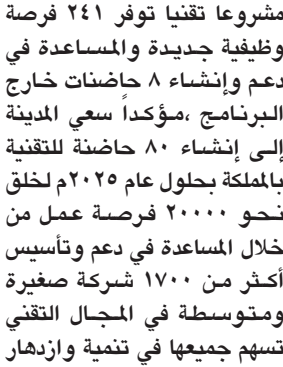 مشروعا تقنيا توفر ٢٤١ فرصة
وظيفية جديدة والمساعدة في
دعم وإنشاء ٨ حاضنات خارج
البرنامج ،مؤكداً سعي المدينة
إلى إنشاء ٨٠ حاضنة للتقنية
بالمملكة بحلول عام ٢٠٢٥م لخلق
نحو ٢٠٠٠٠ فرصة عمل من
خلال المساعدة في دعم وتأسيس
أكثر من ١٧٠٠ شركة صغيرة
ومتوسطة في المجال التقني
تسهم جميعها في تنمية وازدهار